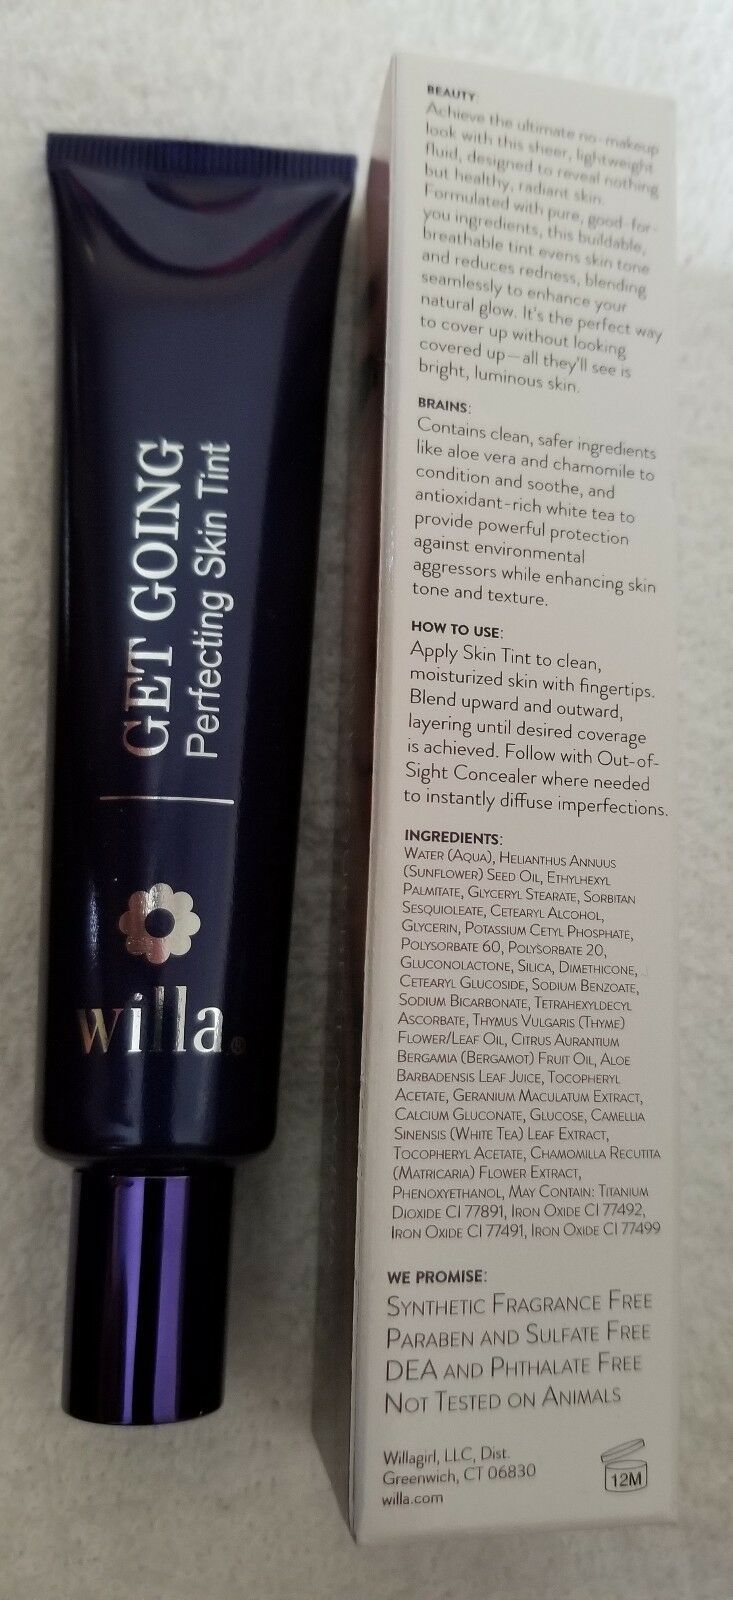 GET GOING
Perfecting Skin Tint
willa®
BEAUTY:
Achieve the ultimate no-makeup
look with this sheer, lightweight
fluid, designed to reveal nothing
but healthy, radiant skin.
Formulated with pure, good-for-
you ingredients, this buildable,
breathable tint evens skin tone
and reduces redness, blending
seamlessly to enhance your
natural glow. It's the perfect way
to cover up without looking
covered up—all they'll see is
bright, luminous skin.
BRAINS:
Contains clean, safer ingredients
like aloe vera and chamomile to
condition and soothe, and
antioxidant-rich white tea to
provide powerful protection
against environmental
aggressors while enhancing skin
tone and texture.
HOW TO USE:
Apply Skin Tint to clean,
moisturized skin with fingertips.
Blend upward and outward,
layering until desired coverage
is achieved. Follow with Out-of-
Sight Concealer where needed
to instantly diffuse imperfections.
INGREDIENTS:
WATER (AQUA), HELIANTHUS ANNUUS
(SUNFLOWER) SEED OIL, ETHYLHEXYL
PALMITATE, GLYCERYL STEARATE, SORBITAN
SESQUIOLEATE, CETEARYL ALCOHOL,
GLYCERIN, POTASSIUM CETYL PHOSPHATE,
POLYSORBATE 60, POLYSORBATE 20,
GLUCONOLACTONE, SILICA, DIMETHICONE,
CETEARYL GLUCOSIDE, SODIUM BENZOATE,
SODIUM BICARBONATE, TETRAHEXYLDECYL
ASCORBATE, THYMUS VULGARIS (THYME)
FLOWER/LEAF OIL, CITRUS AURANTIUM
BERGAMIA (BERGAMOT) FRUIT OIL, ALOE
BARBADENSIS LEAF JUICE, TOCOPHERYL
ACETATE, GERANIUM MACULATUM EXTRACT,
CALCIUM GLUCONATE, GLUCOSE, CAMELLIA
SINENSIS (WHITE TEA) LEAF EXTRACT,
TOCOPHERYL ACETATE, CHAMOMILLA RECUTITA
(MATRICARIA) FLOWER EXTRACT,
PHENOXYETHANOL, MAY CONTAIN: TITANIUM
DIOXIDE CI 77891, IRON OXIDE CI 77492,
IRON OXIDE CI 77491, IRON OXIDE CI 77499
WE PROMISE:
SYNTHETIC FRAGRANCE FREE
PARABEN AND SULFATE FREE
DEA AND PHTHALATE FREE
NOT TESTED ON ANIMALS
Willagirl, LLC, Dist.
Greenwich, CT 06830
willa.com
12M